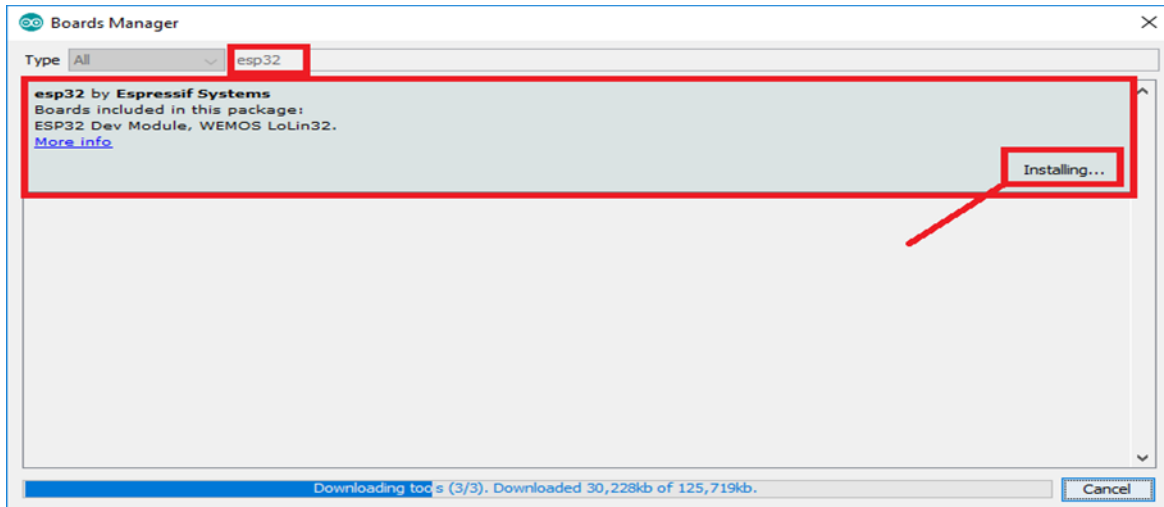 Boards Manager
Type All esp32
esp32 by Espressif Systems
Boards included in this package:
ESP32 Dev Module, WEMOS LoLin32.
More info
Installing...
Downloading tools (3/3). Downloaded 30,228kb of 125,719kb.
Cancel